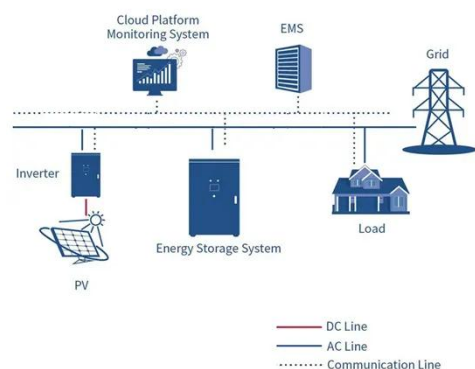 Cloud Platform
Monitoring System
EMS
Grid
Inverter
Energy Storage System
Load
PV
DC Line
AC Line
Communication Line